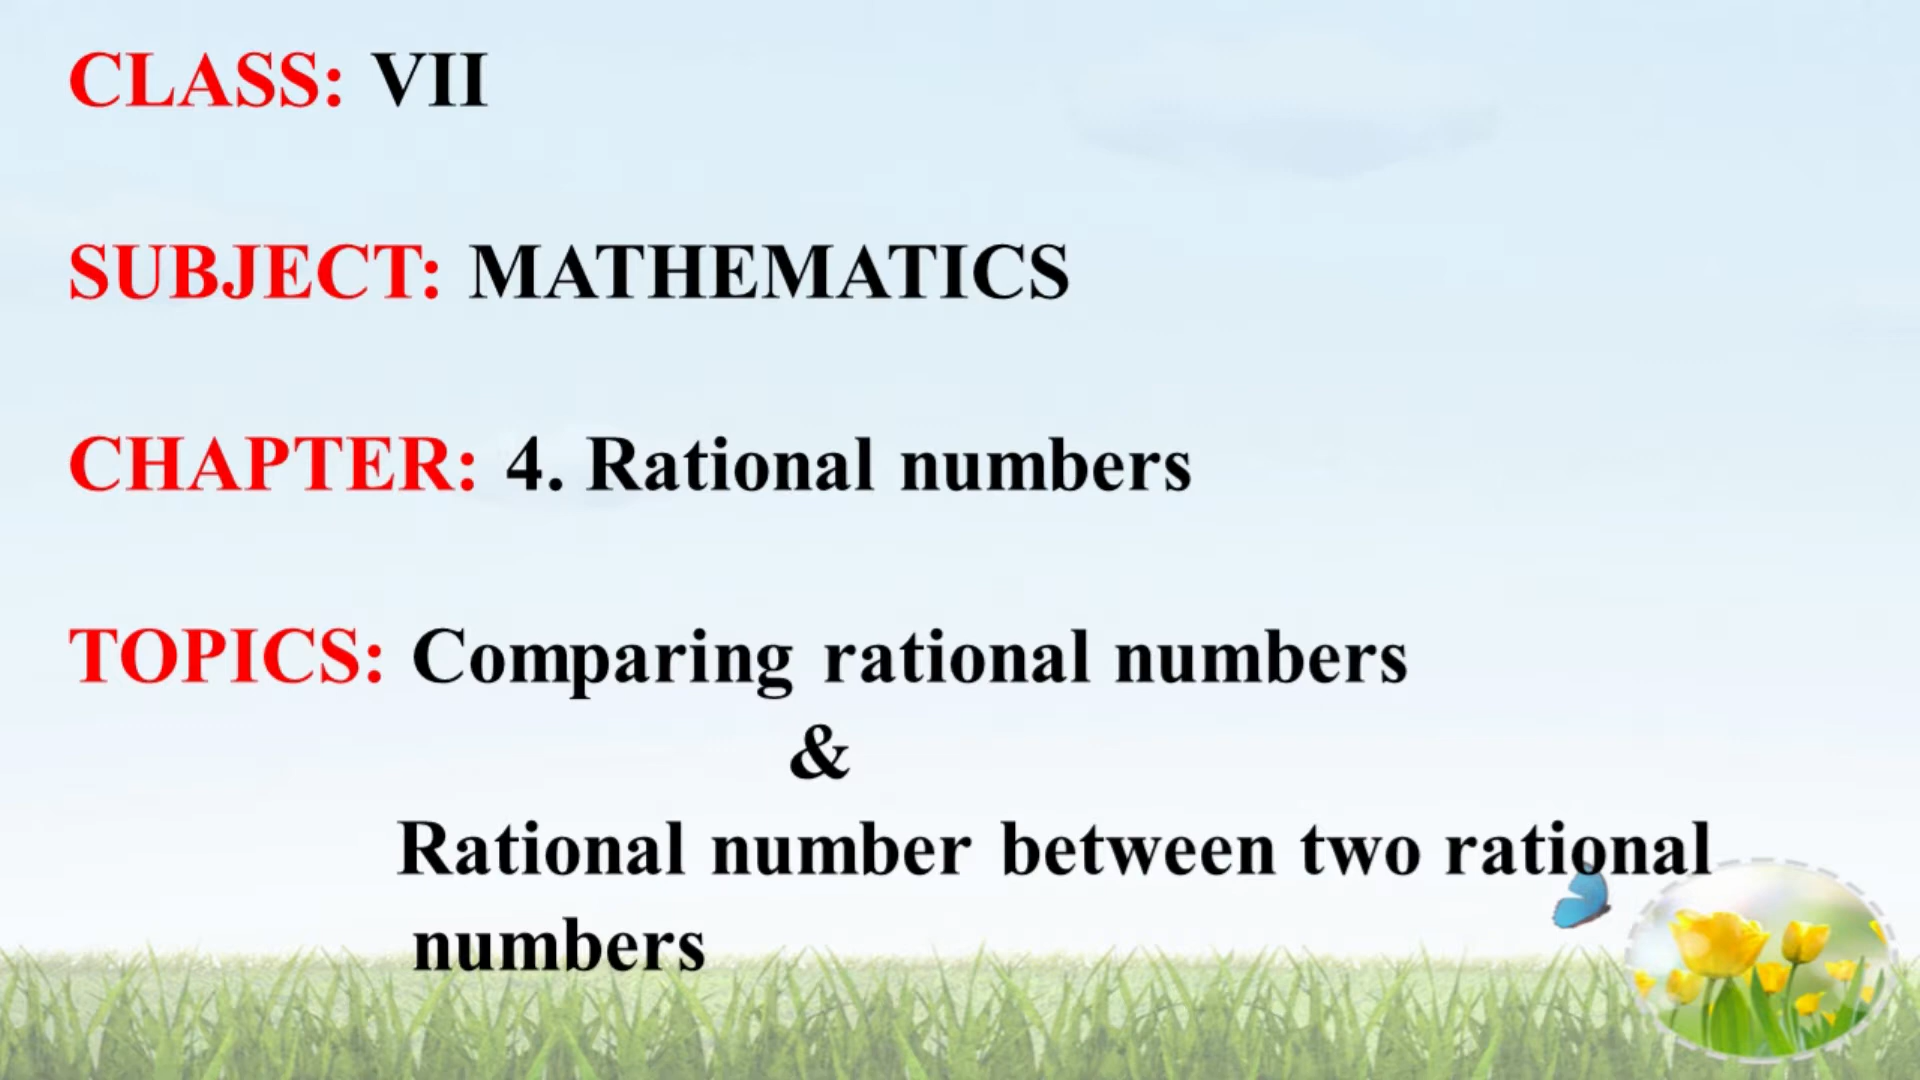 CLASS: VII
SUBJECT: MATHEMATICS
CHAPTER: 4. Rational numbers
TOPICS: Comparing rational numbers
&
Rational number between two rational
numbers